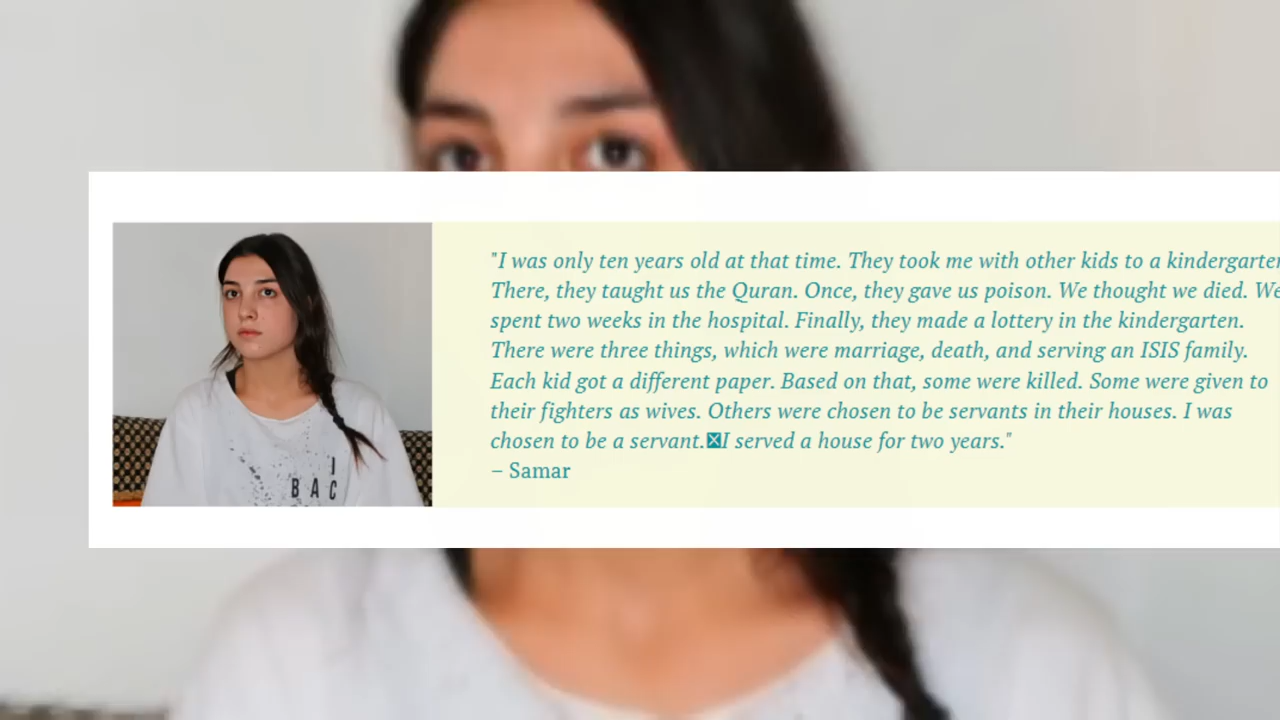 "I was only ten years old at that time. They took me with other kids to a kindergarten
There, they taught us the Quran. Once, they gave us poison. We thought we died. We
spent two weeks in the hospital. Finally, they made a lottery in the kindergarten.
There were three things, which were marriage, death, and serving an ISIS family.
Each kid got a different paper. Based on that, some were killed. Some were given to
their fighters as wives. Others were chosen to be servants in their houses. I was
chosen to be a servant. I served a house for two years."
– Samar
I
BAC